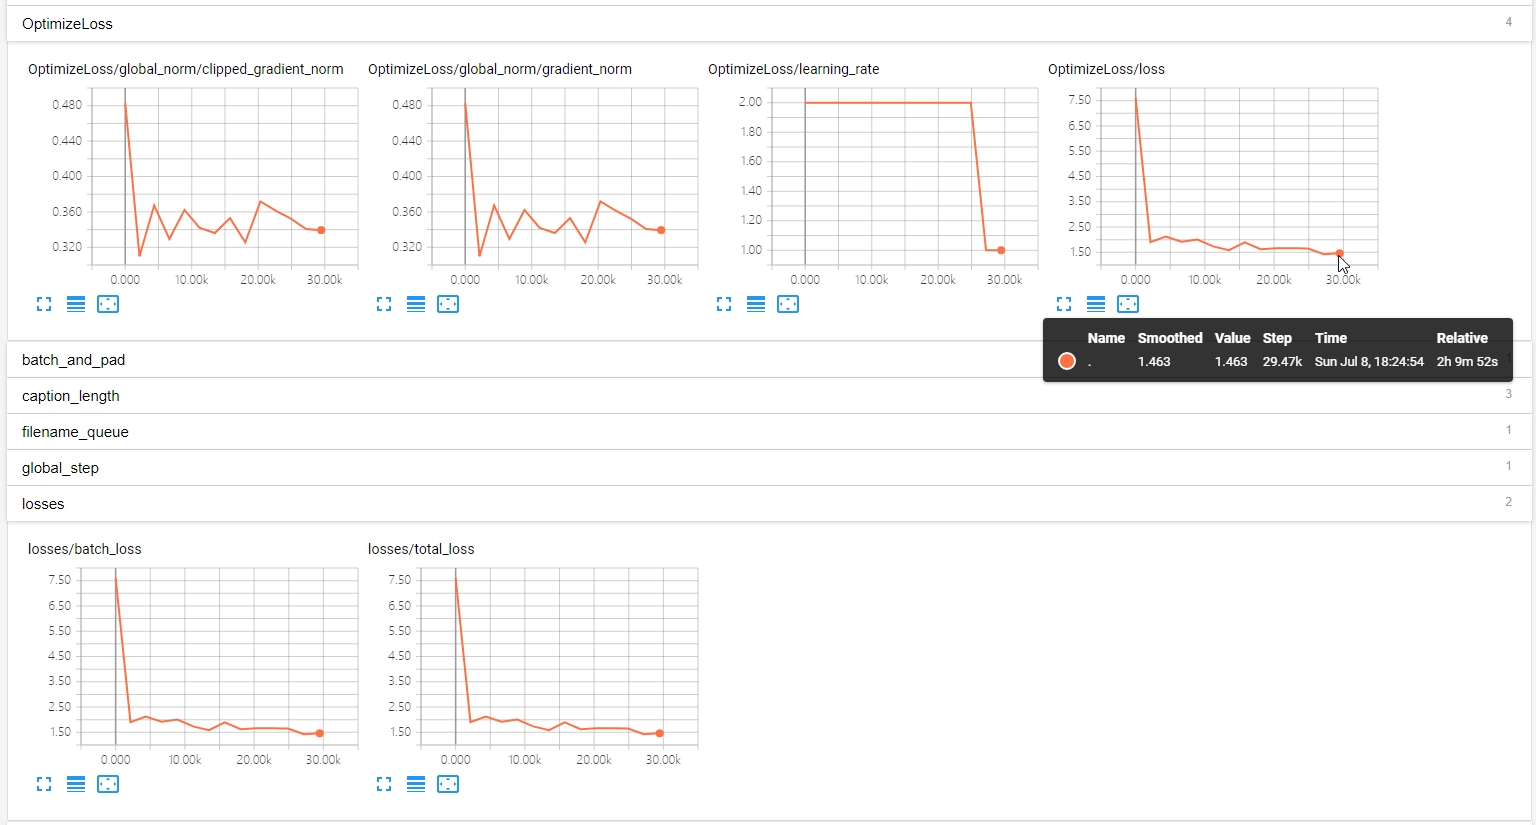 OptimizeLoss 4
OptimizeLoss/global_norm/clipped_gradient_norm
0.480
0.440
0.400
0.360
0.320
0.000 10.00k 20.00k 30.00k
OptimizeLoss/global_norm/gradient_norm
0.480
0.440
0.400
0.360
0.320
0.000 10.00k 20.00k 30.00k
OptimizeLoss/learning_rate
2.00
1.80
1.60
1.40
1.20
1.00
0.000 10.00k 20.00k 30.00k
OptimizeLoss/loss
7.50
6.50
5.50
4.50
3.50
2.50
1.50
0.000 10.00k 20.00k 30.00k
Name Smoothed Value Step Time Relative
. 1.463 1.463 29.47k Sun Jul 8, 18:24:54 2h 9m 52s
batch_and_pad 1
caption_length 3
filename_queue 1
global_step 1
losses 2
losses/batch_loss
7.50
6.50
5.50
4.50
3.50
2.50
1.50
0.000 10.00k 20.00k 30.00k
losses/total_loss
7.50
6.50
5.50
4.50
3.50
2.50
1.50
0.000 10.00k 20.00k 30.00k